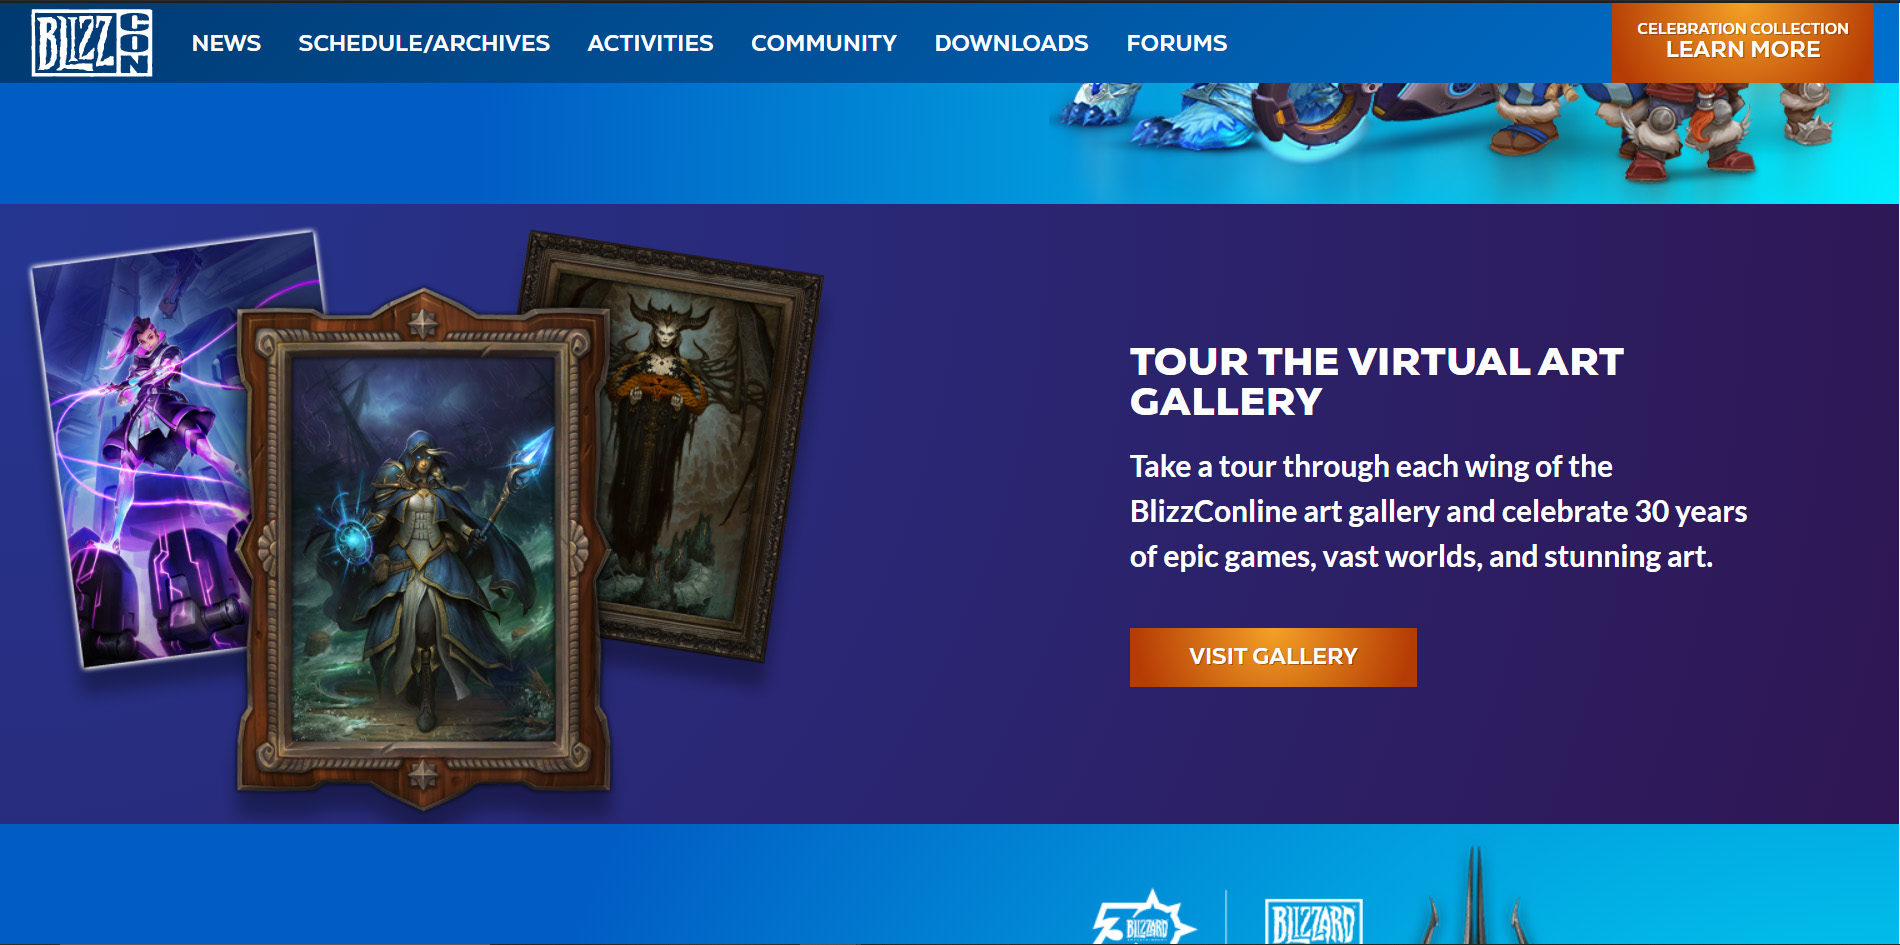 BLIZZ CON
NEWS
SCHEDULE/ARCHIVES
ACTIVITIES
COMMUNITY
DOWNLOADS
FORUMS
CELEBRATION COLLECTION
LEARN MORE
TOUR THE VIRTUAL ART
GALLERY
Take a tour through each wing of the
BlizzConline art gallery and celebrate 30 years
of epic games, vast worlds, and stunning art.
VISIT GALLERY
BLIZZARD
BLIZZARD